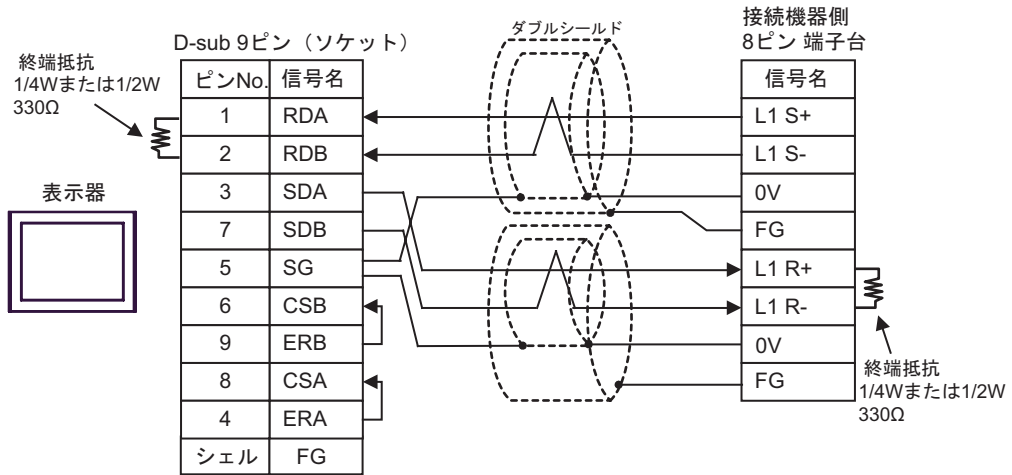 ダブルシールド
接続機器側
8ピン 端子台
D-sub 9ピン（ソケット）
終端抵抗
1/4Wまたは1/2W
330Ω
ピンNo. 信号名
信号名
1 RDA
L1 S+
2 RDB
L1 S-
表示器
3 SDA
0V
7 SDB
FG
5 SG
L1 R+
6 CSB
L1 R-
9 ERB
0V
8 CSA
FG
4 ERA
シェル FG
終端抵抗
1/4Wまたは1/2W
330Ω